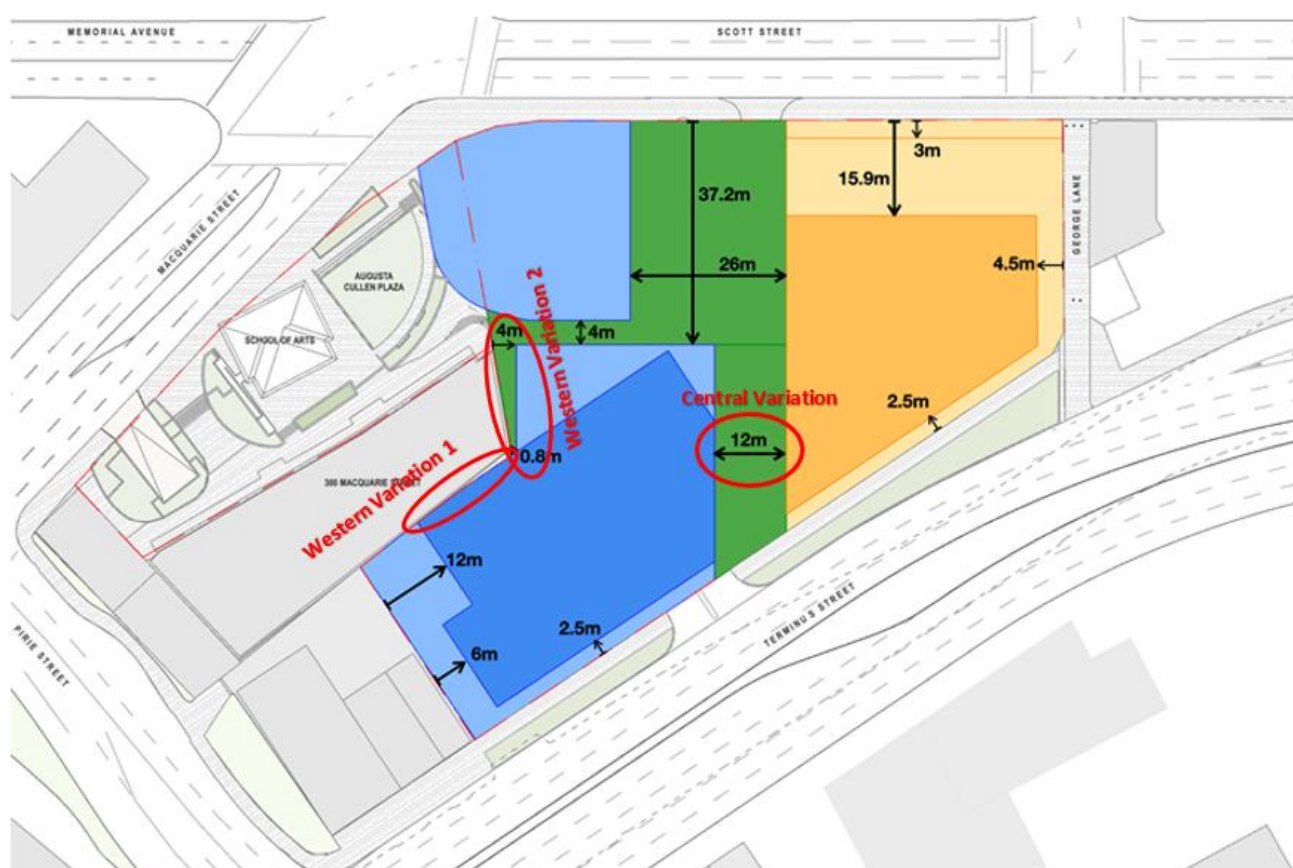 MEMORIAL AVENUE
SCOTT STREET
3m
15.9m
37.2m
MACQUARIE STREET
GEORGE LANE
AUGUSTA
CULLEN PLAZA
26m
4.5m
SCHOOL OF ARTS
4m
4m
Western Variation 2
Central Variation
2.5m
12m
0.8m
300 MACQUARIE STREET
Western Variation 1
12m
2.5m
6m
TERMINUS STREET
PIRIE STREET